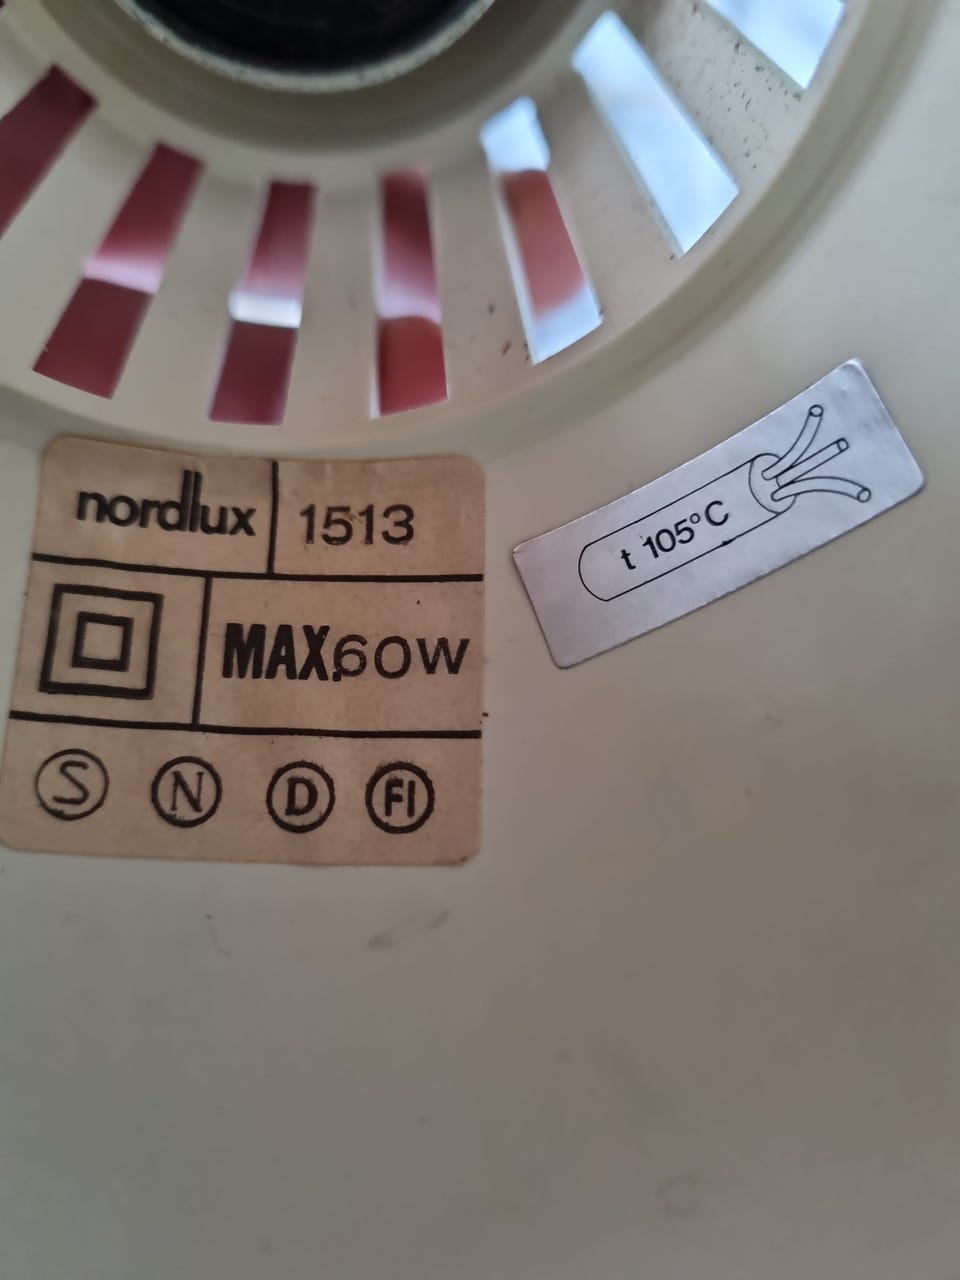 nordlux 1513
MAX.60W
S N D FI
t 105°C